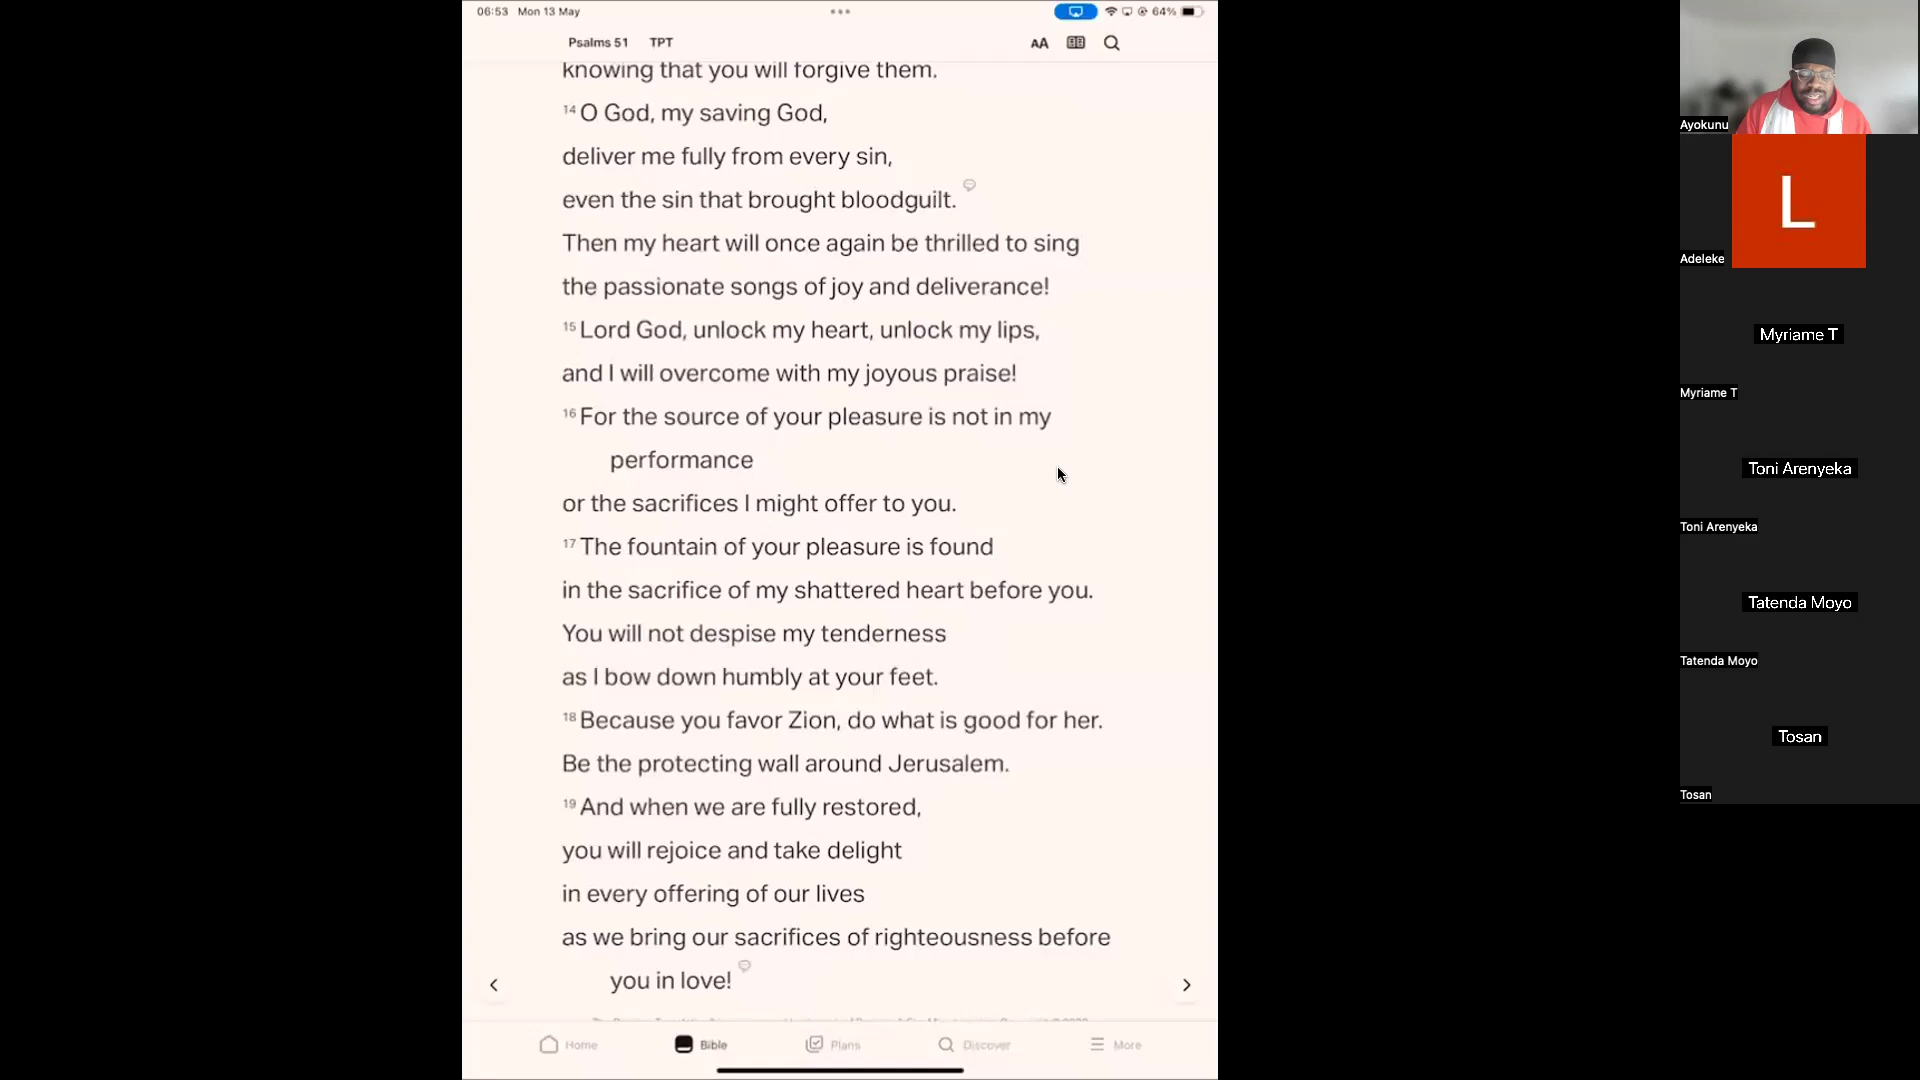 06:53 Mon 13 May
64%
Psalms 51 TPT
AA
knowing that you will forgive them.
14 O God, my saving God,
deliver me fully from every sin,
even the sin that brought bloodguilt.
Then my heart will once again be thrilled to sing
the passionate songs of joy and deliverance!
15 Lord God, unlock my heart, unlock my lips,
and I will overcome with my joyous praise!
16 For the source of your pleasure is not in my
performance
or the sacrifices I might offer to you.
17 The fountain of your pleasure is found
in the sacrifice of my shattered heart before you.
You will not despise my tenderness
as I bow down humbly at your feet.
18 Because you favor Zion, do what is good for her.
Be the protecting wall around Jerusalem.
19 And when we are fully restored,
you will rejoice and take delight
in every offering of our lives
as we bring our sacrifices of righteousness before
you in love!
Home Bible Plans Discover More
Ayokunu
L
Adeleke
Myriame T
Myriame T
Toni Arenyeka
Toni Arenyeka
Tatenda Moyo
Tatenda Moyo
Tosan
Tosan